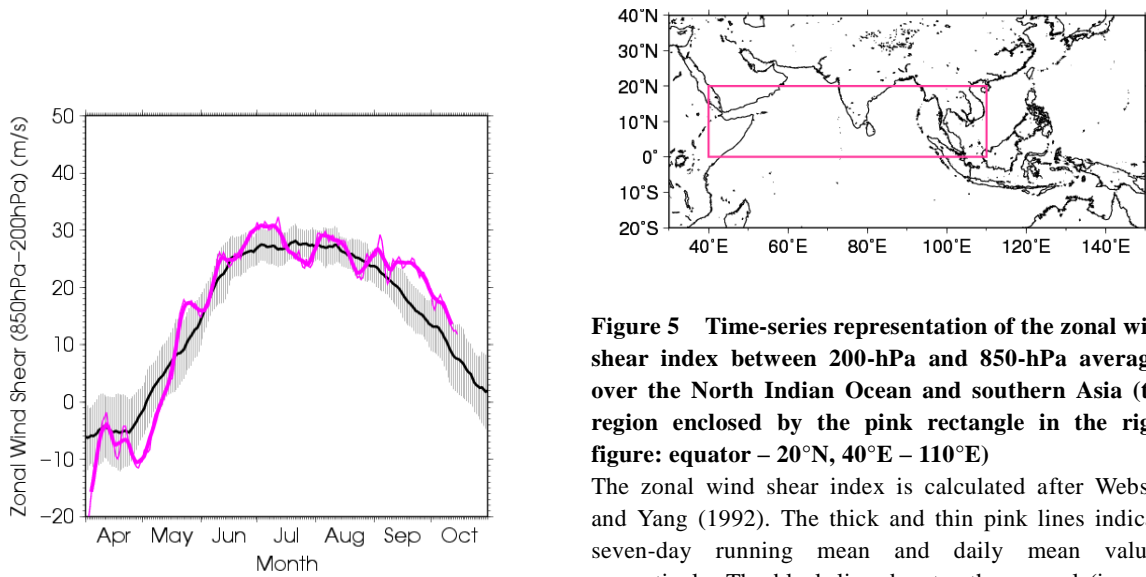 50
40
30
20
10
0
−10
−20
Zonal Wind Shear (850hPa−200hPa) (m/s)
Apr May Jun Jul Aug Sep Oct
Month
40°N
30°N
20°N
10°N
0°
10°S
20°S
40°E 60°E 80°E 100°E 120°E 140°E
Figure 5 Time-series representation of the zonal wi
shear index between 200-hPa and 850-hPa averag
over the North Indian Ocean and southern Asia (t
region enclosed by the pink rectangle in the rig
figure: equator – 20°N, 40°E – 110°E)
The zonal wind shear index is calculated after Webs
and Yang (1992). The thick and thin pink lines indic
seven-day running mean and daily mean valu